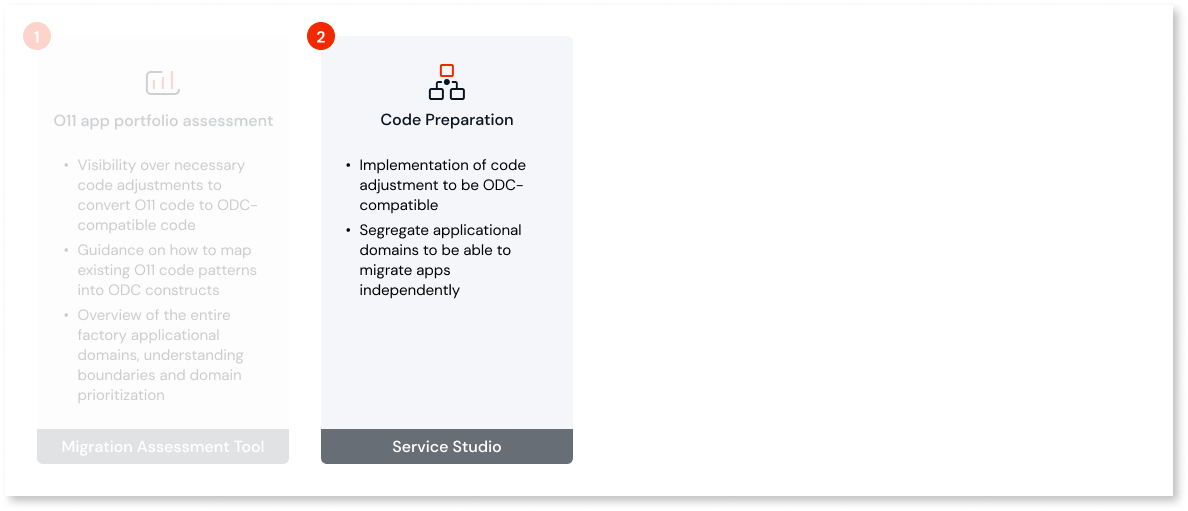 1
O11 app portfolio assessment
• Visibility over necessary
code adjustments to
convert O11 code to ODC-
compatible code
• Guidance on how to map
existing O11 code patterns
into ODC constructs
• Overview of the entire
factory applicational
domains, understanding
boundaries and domain
prioritization
Migration Assessment Tool
2
Code Preparation
• Implementation of code
adjustment to be ODC-
compatible
• Segregate applicational
domains to be able to
migrate apps
independently
Service Studio